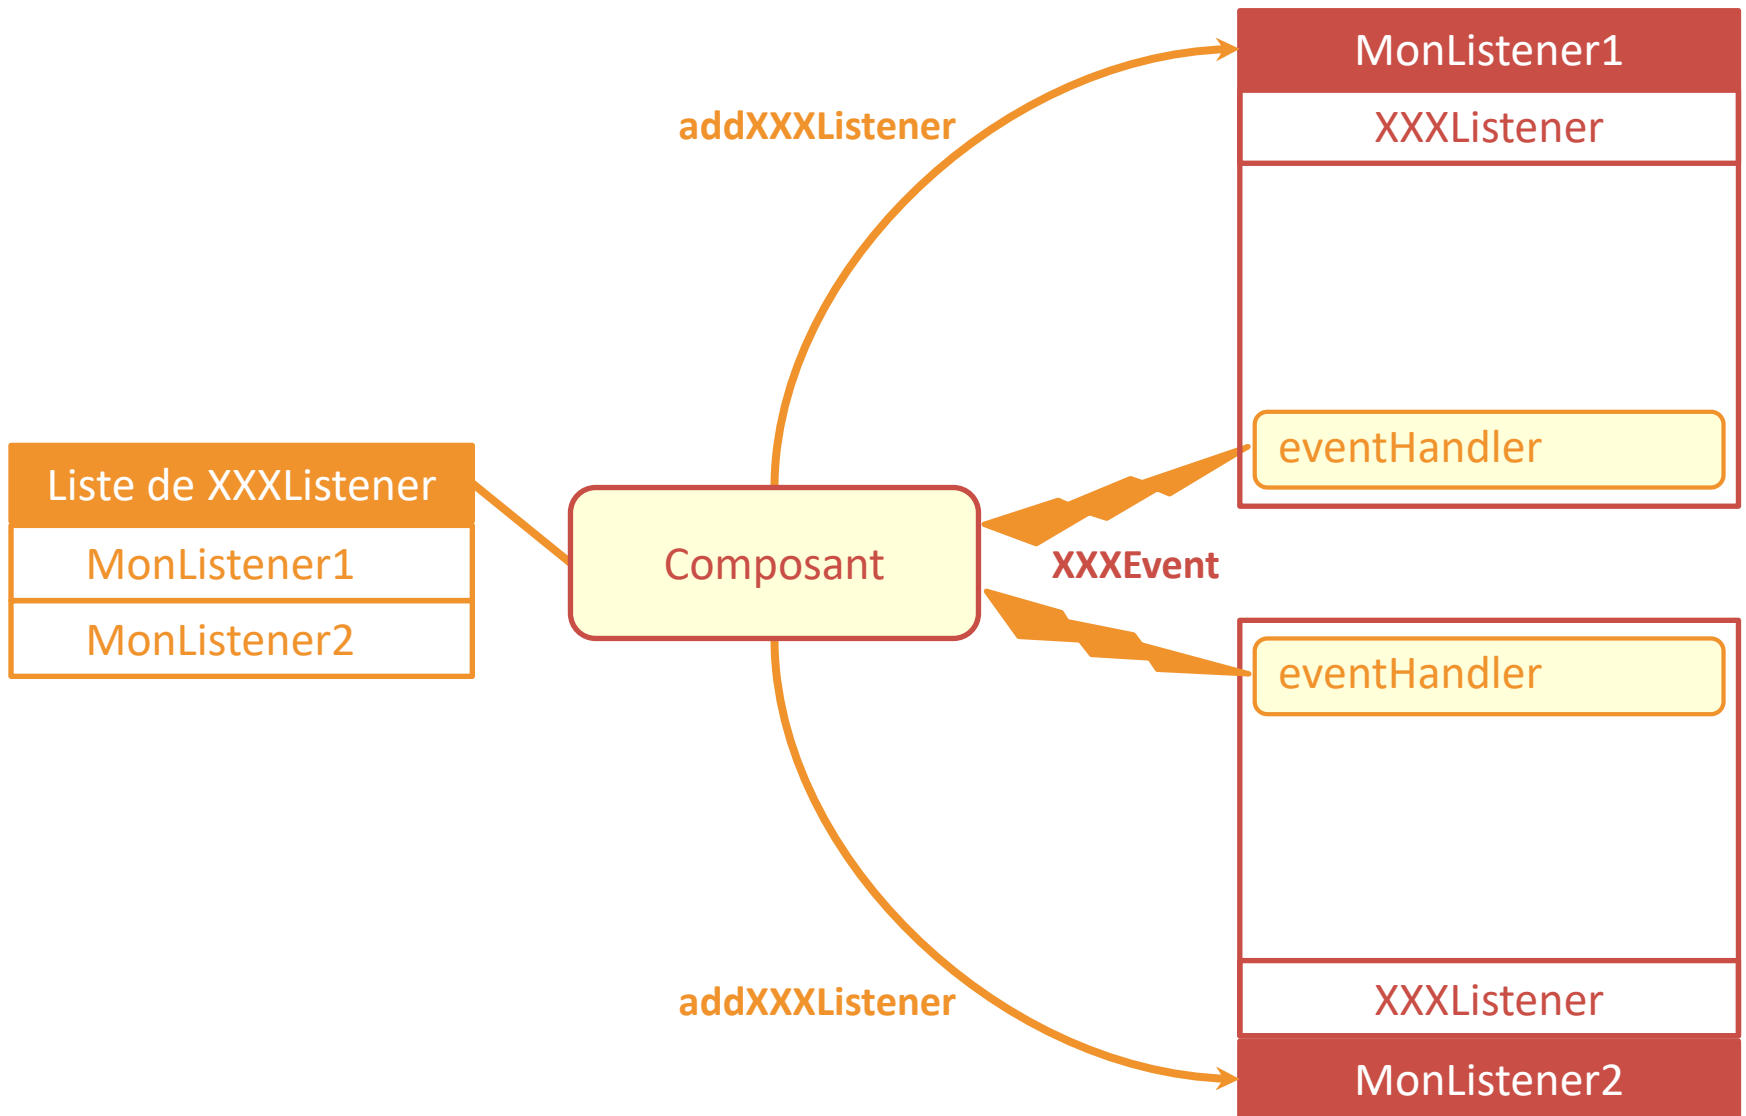 MonListener1
XXXListener
addXXXListener
eventHandler
Liste de XXXListener
MonListener1
MonListener2
Composant
XXXEvent
eventHandler
addXXXListener
XXXListener
MonListener2